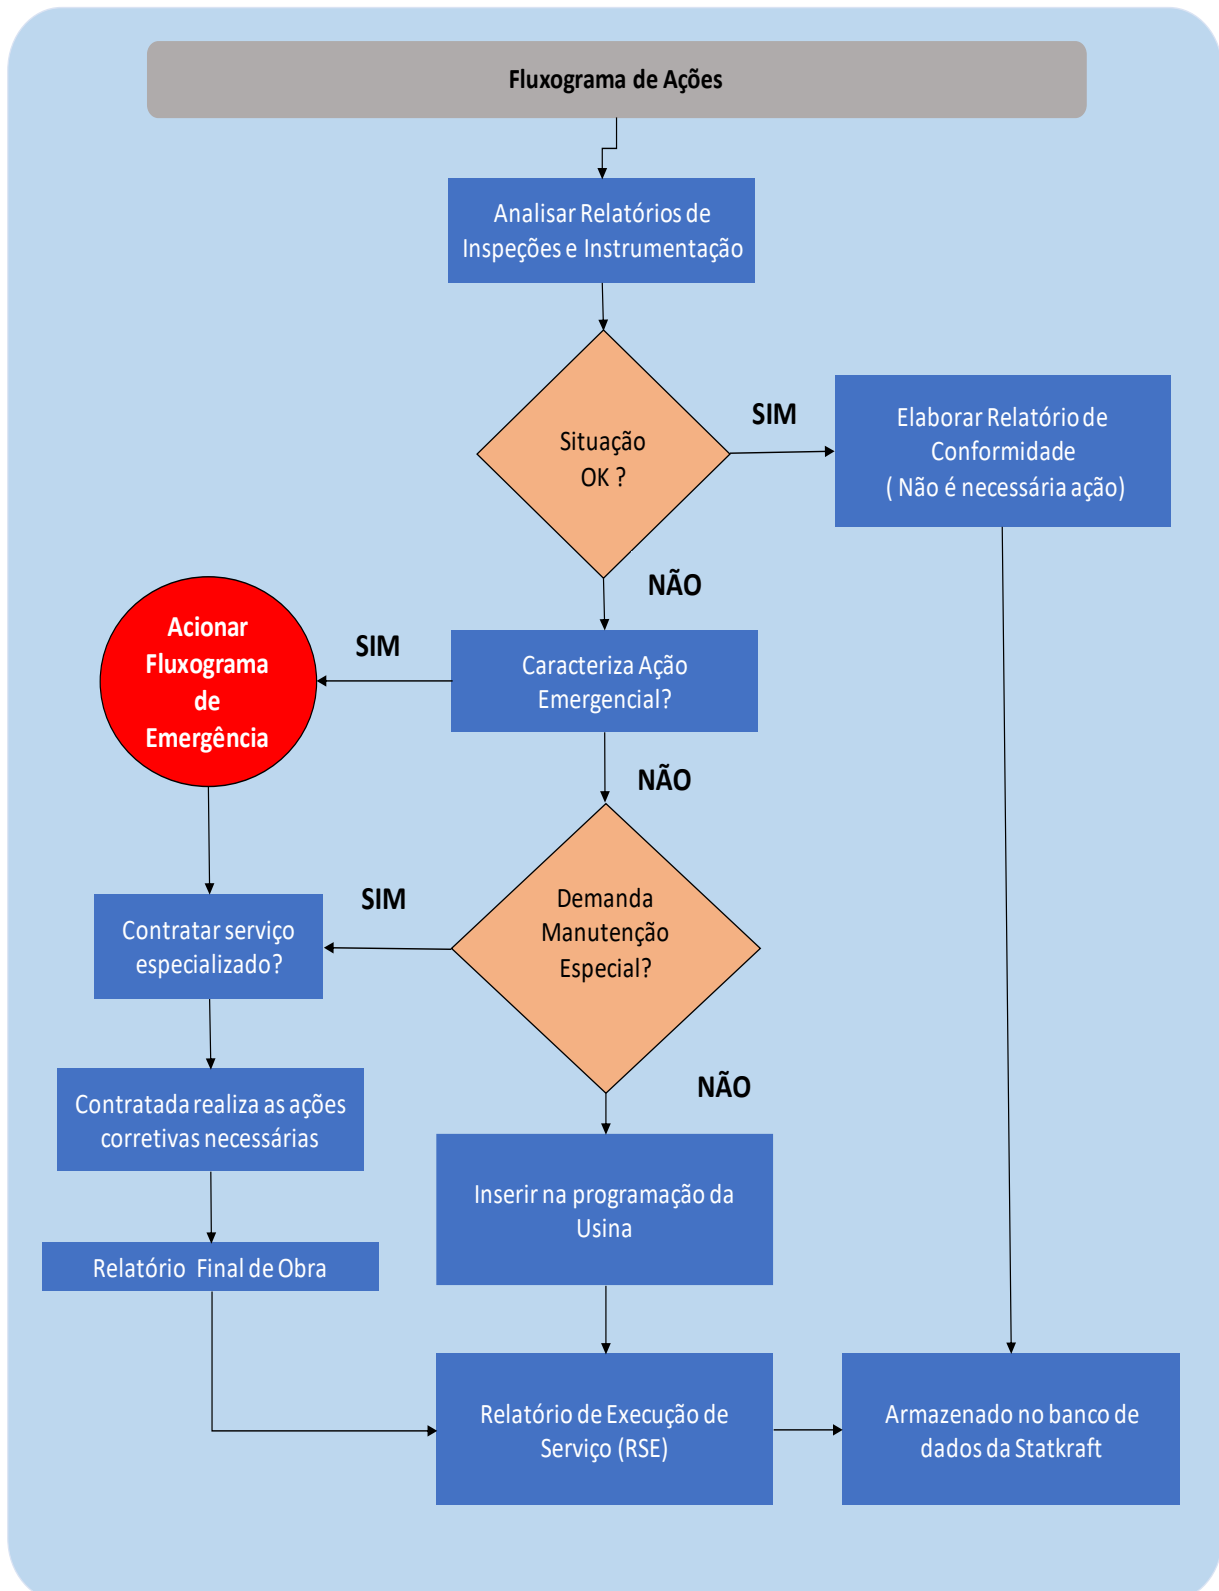 Fluxograma de Ações
Analisar Relatórios de
Inspeções e Instrumentação
Situação
OK ?
SIM
Elaborar Relatório de
Conformidade
( Não é necessária ação)
NÃO
Acionar
Fluxograma
de
Emergência
SIM
Caracteriza Ação
Emergencial?
NÃO
Demanda
Manutenção
Especial?
SIM
Contratar serviço
especializado?
NÃO
Contratada realiza as ações
corretivas necessárias
Inserir na programação da
Usina
Relatório Final de Obra
Relatório de Execução de
Serviço (RSE)
Armazenado no banco de
dados da Statkraft